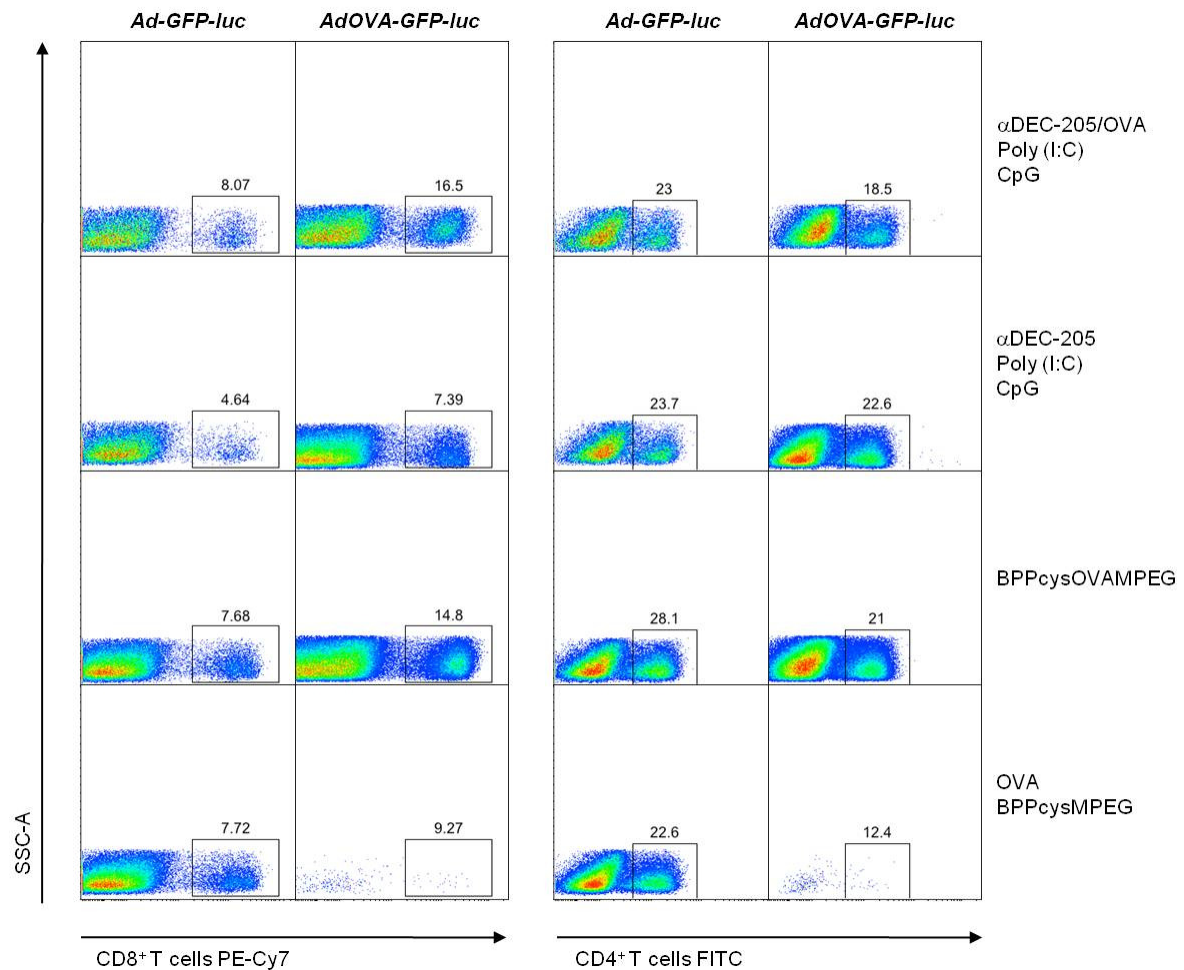 Ad-GFP-luc AdOVA-GFP-luc Ad-GFP-luc AdOVA-GFP-luc
8.07 16.5 23 18.5
αDEC-205/OVA
Poly (I:C)
CpG
4.64 7.39 23.7 22.6
αDEC-205
Poly (I:C)
CpG
7.68 14.8 28.1 21
BPPcysOVAMPEG
7.72 9.27 22.6 12.4
OVA
BPPcysMPEG
SSC-A
CD8⁺ T cells PE-Cy7 CD4⁺ T cells FITC